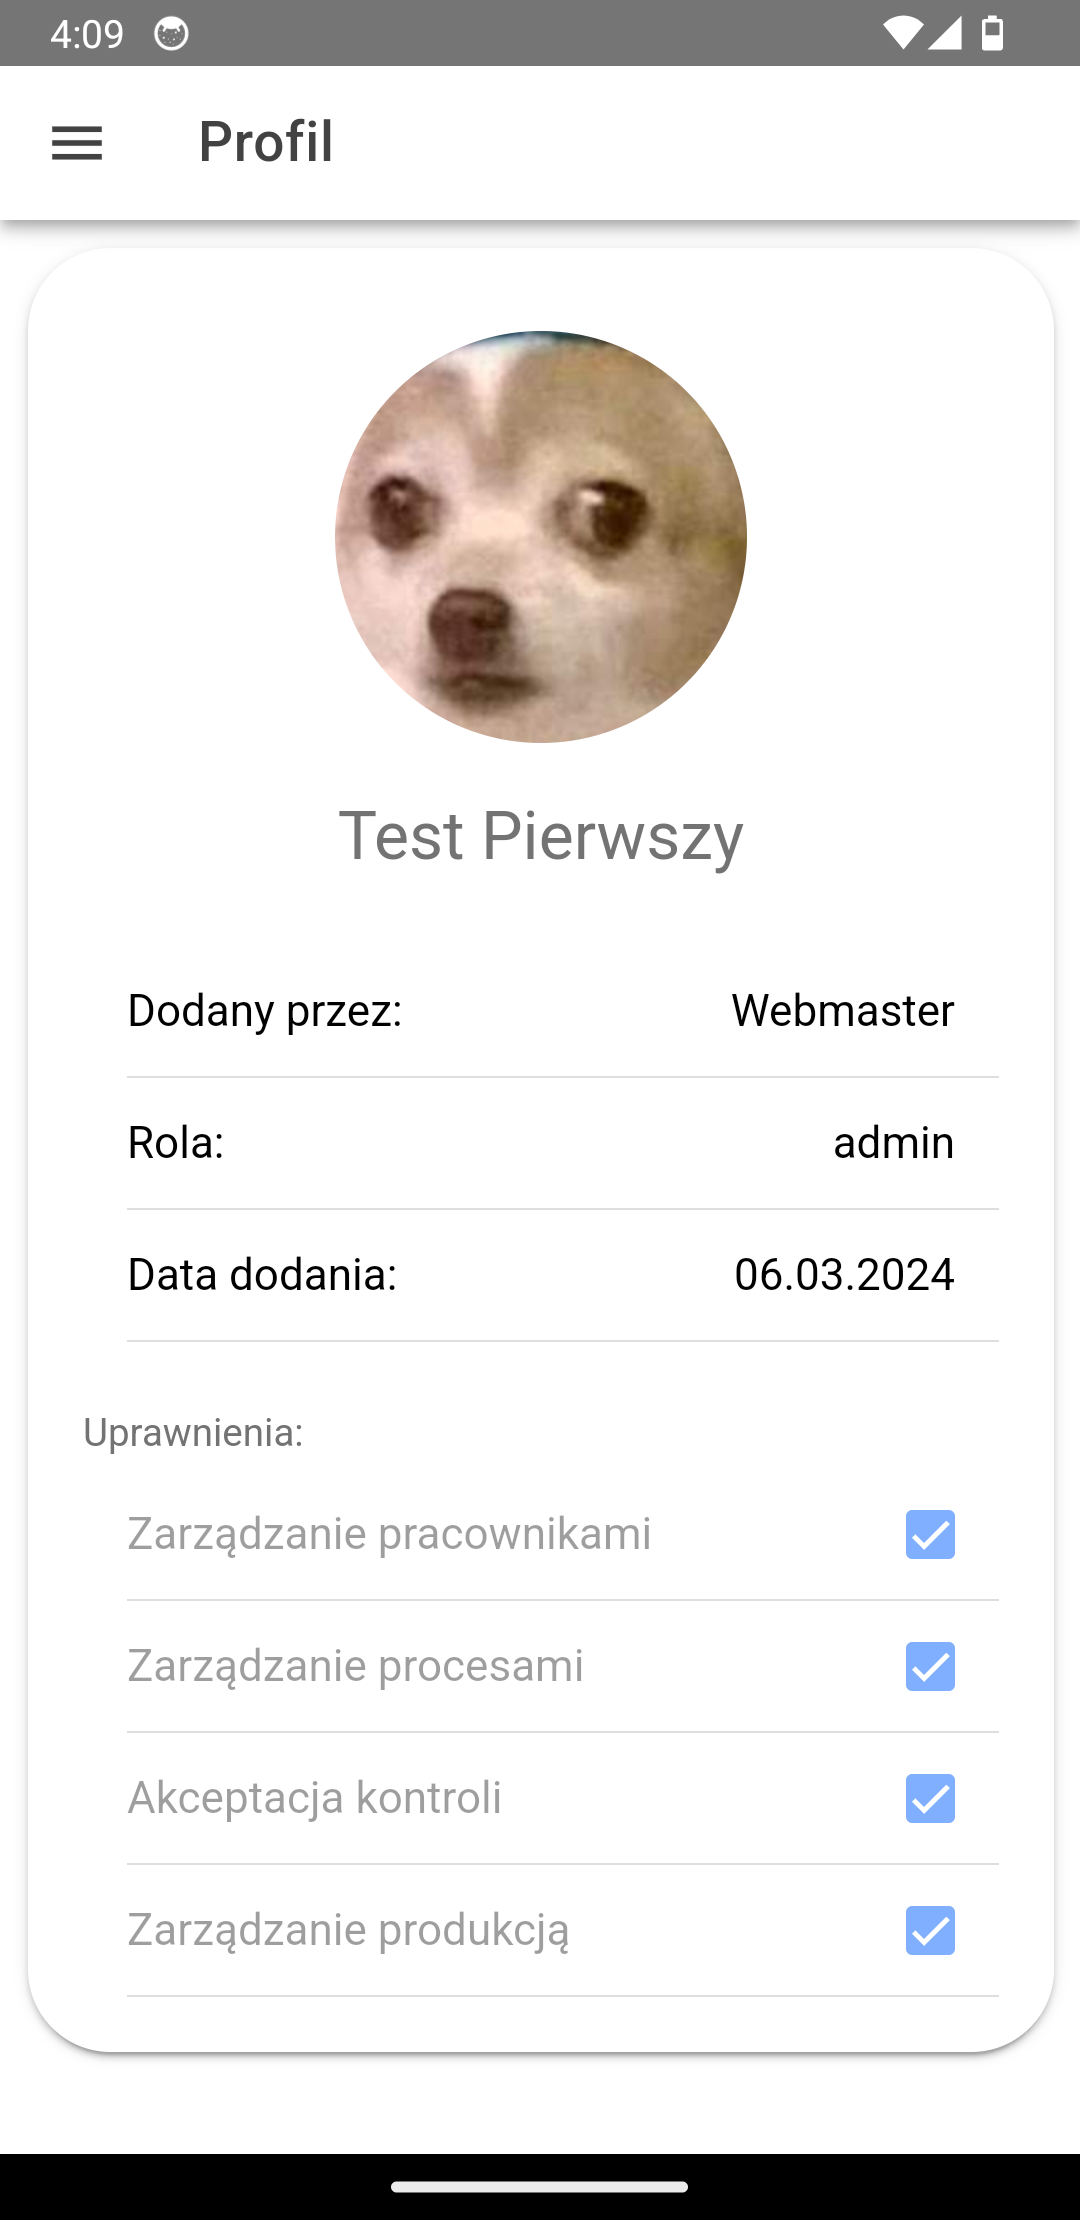 4:09
Profil
Test Pierwszy
Dodany przez: Webmaster
Rola: admin
Data dodania: 06.03.2024
Uprawnienia:
Zarządzanie pracownikami
Zarządzanie procesami
Akceptacja kontroli
Zarządzanie produkcją